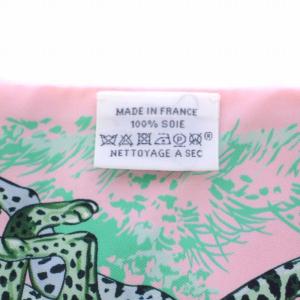 MADE IN FRANCE
100% SOIE
®
NETTOYAGE A SEC